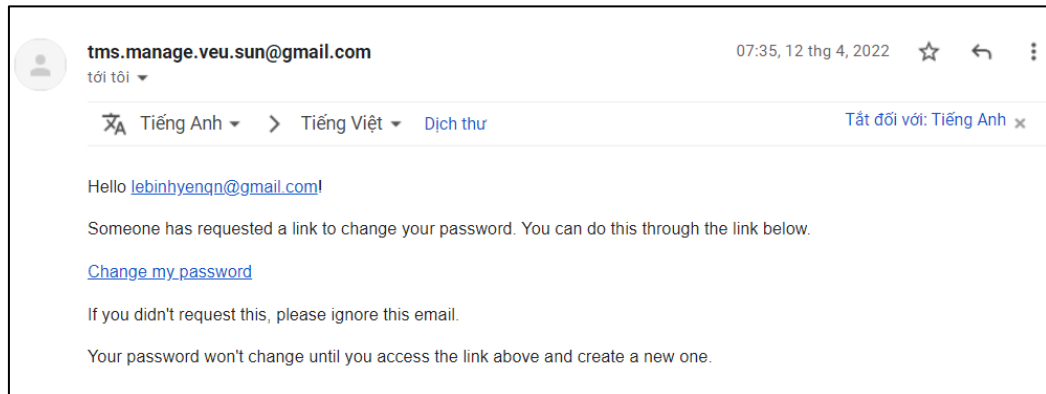 tms.manage.veu.sun@gmail.com 07:35, 12 thg 4, 2022
tới tôi
Tiếng Anh > Tiếng Việt Dịch thư Tắt đối với: Tiếng Anh ×
Hello lebinhyenqn@gmail.com!
Someone has requested a link to change your password. You can do this through the link below.
Change my password
If you didn't request this, please ignore this email.
Your password won't change until you access the link above and create a new one.